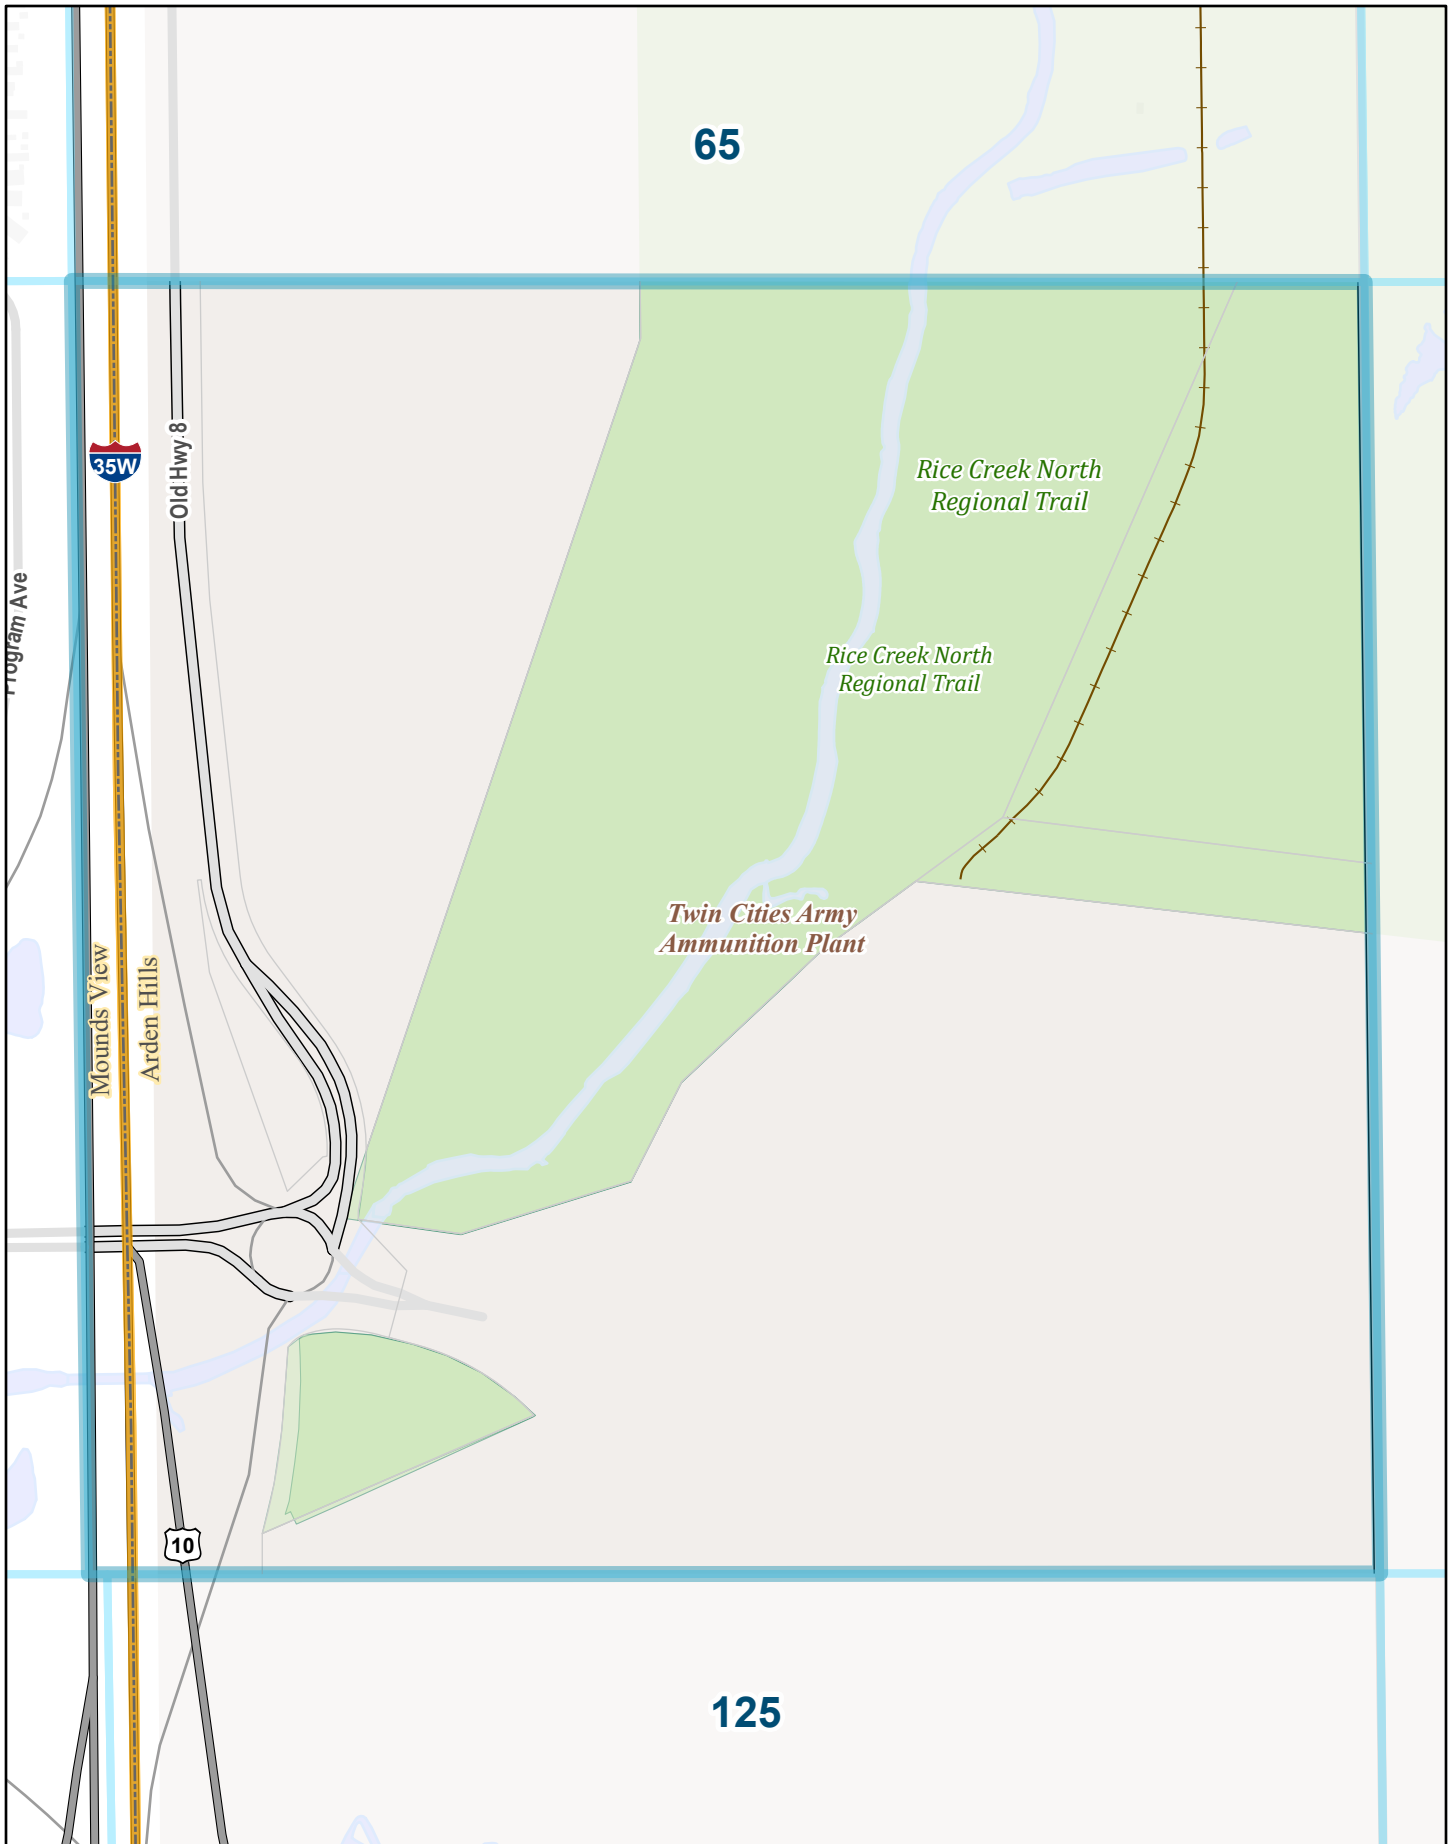 65
35W
Old Hwy 8
Rice Creek North
Regional Trail
Program Ave
Rice Creek North
Regional Trail
Twin Cities Army
Ammunition Plant
Mounds View
Arden Hills
10
125